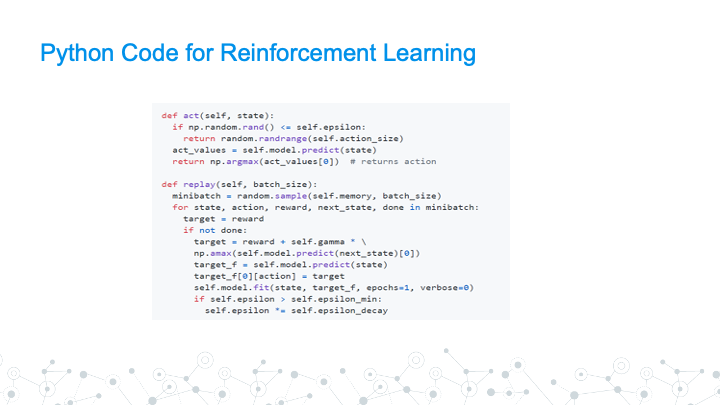 Python Code for Reinforcement Learning
def act(self, state):
  if np.random.rand() <= self.epsilon:
    return random.randrange(self.action_size)
  act_values = self.model.predict(state)
  return np.argmax(act_values[0])  # returns action
def replay(self, batch_size):
  minibatch = random.sample(self.memory, batch_size)
  for state, action, reward, next_state, done in minibatch:
    target = reward
    if not done:
      target = reward + self.gamma * \
      np.amax(self.model.predict(next_state)[0])
      target_f = self.model.predict(state)
      target_f[0][action] = target
      self.model.fit(state, target_f, epochs=1, verbose=0)
      if self.epsilon > self.epsilon_min:
        self.epsilon *= self.epsilon_decay